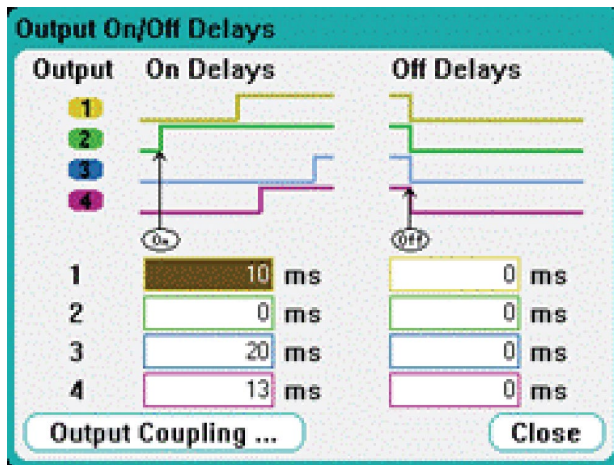 Output On/Off Delays
Output On Delays Off Delays
1
2
3
4
On Off
1 10 ms 0 ms
2 0 ms 0 ms
3 20 ms 0 ms
4 13 ms 0 ms
Output Coupling ... Close